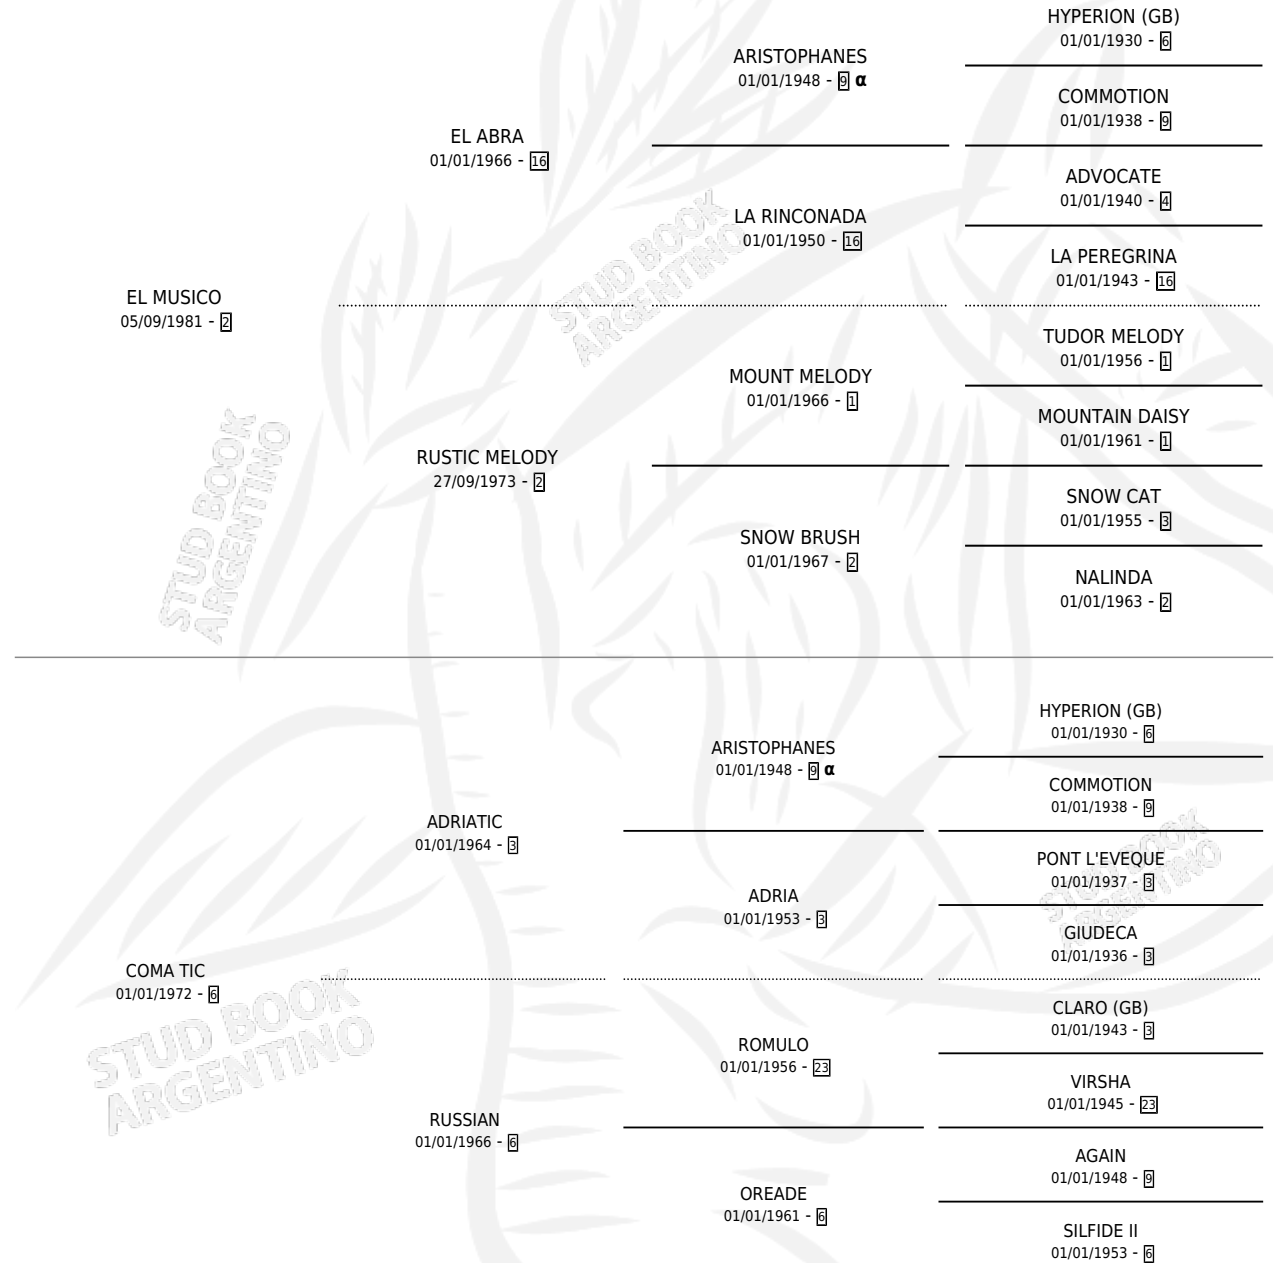 HYPERION (GB)
01/01/1930 - 6
ARISTOPHANES
01/01/1948 - 9 α
COMMOTION
01/01/1938 - 9
EL ABRA
01/01/1966 - 16
ADVOCATE
01/01/1940 - 4
LA RINCONADA
01/01/1950 - 16
LA PEREGRINA
01/01/1943 - 16
EL MUSICO
05/09/1981 - 2
TUDOR MELODY
01/01/1956 - 1
MOUNT MELODY
01/01/1966 - 1
MOUNTAIN DAISY
01/01/1961 - 1
RUSTIC MELODY
27/09/1973 - 2
SNOW CAT
01/01/1955 - 3
SNOW BRUSH
01/01/1967 - 2
NALINDA
01/01/1963 - 2
STUD BOOK
ARGENTINO
STUD BOOK
ARGENTINO
HYPERION (GB)
01/01/1930 - 6
ARISTOPHANES
01/01/1948 - 9 α
COMMOTION
01/01/1938 - 9
ADRIATIC
01/01/1964 - 3
PONT L'EVEQUE
01/01/1937 - 3
ADRIA
01/01/1953 - 3
GIUDECA
01/01/1936 - 3
COMA TIC
01/01/1972 - 6
CLARO (GB)
01/01/1943 - 3
ROMULO
01/01/1956 - 23
VIRSHA
01/01/1945 - 23
RUSSIAN
01/01/1966 - 6
AGAIN
01/01/1948 - 9
OREADE
01/01/1961 - 6
SILFIDE II
01/01/1953 - 6
STUD BOOK
ARGENTINO
STUD BOOK
ARGENTINO